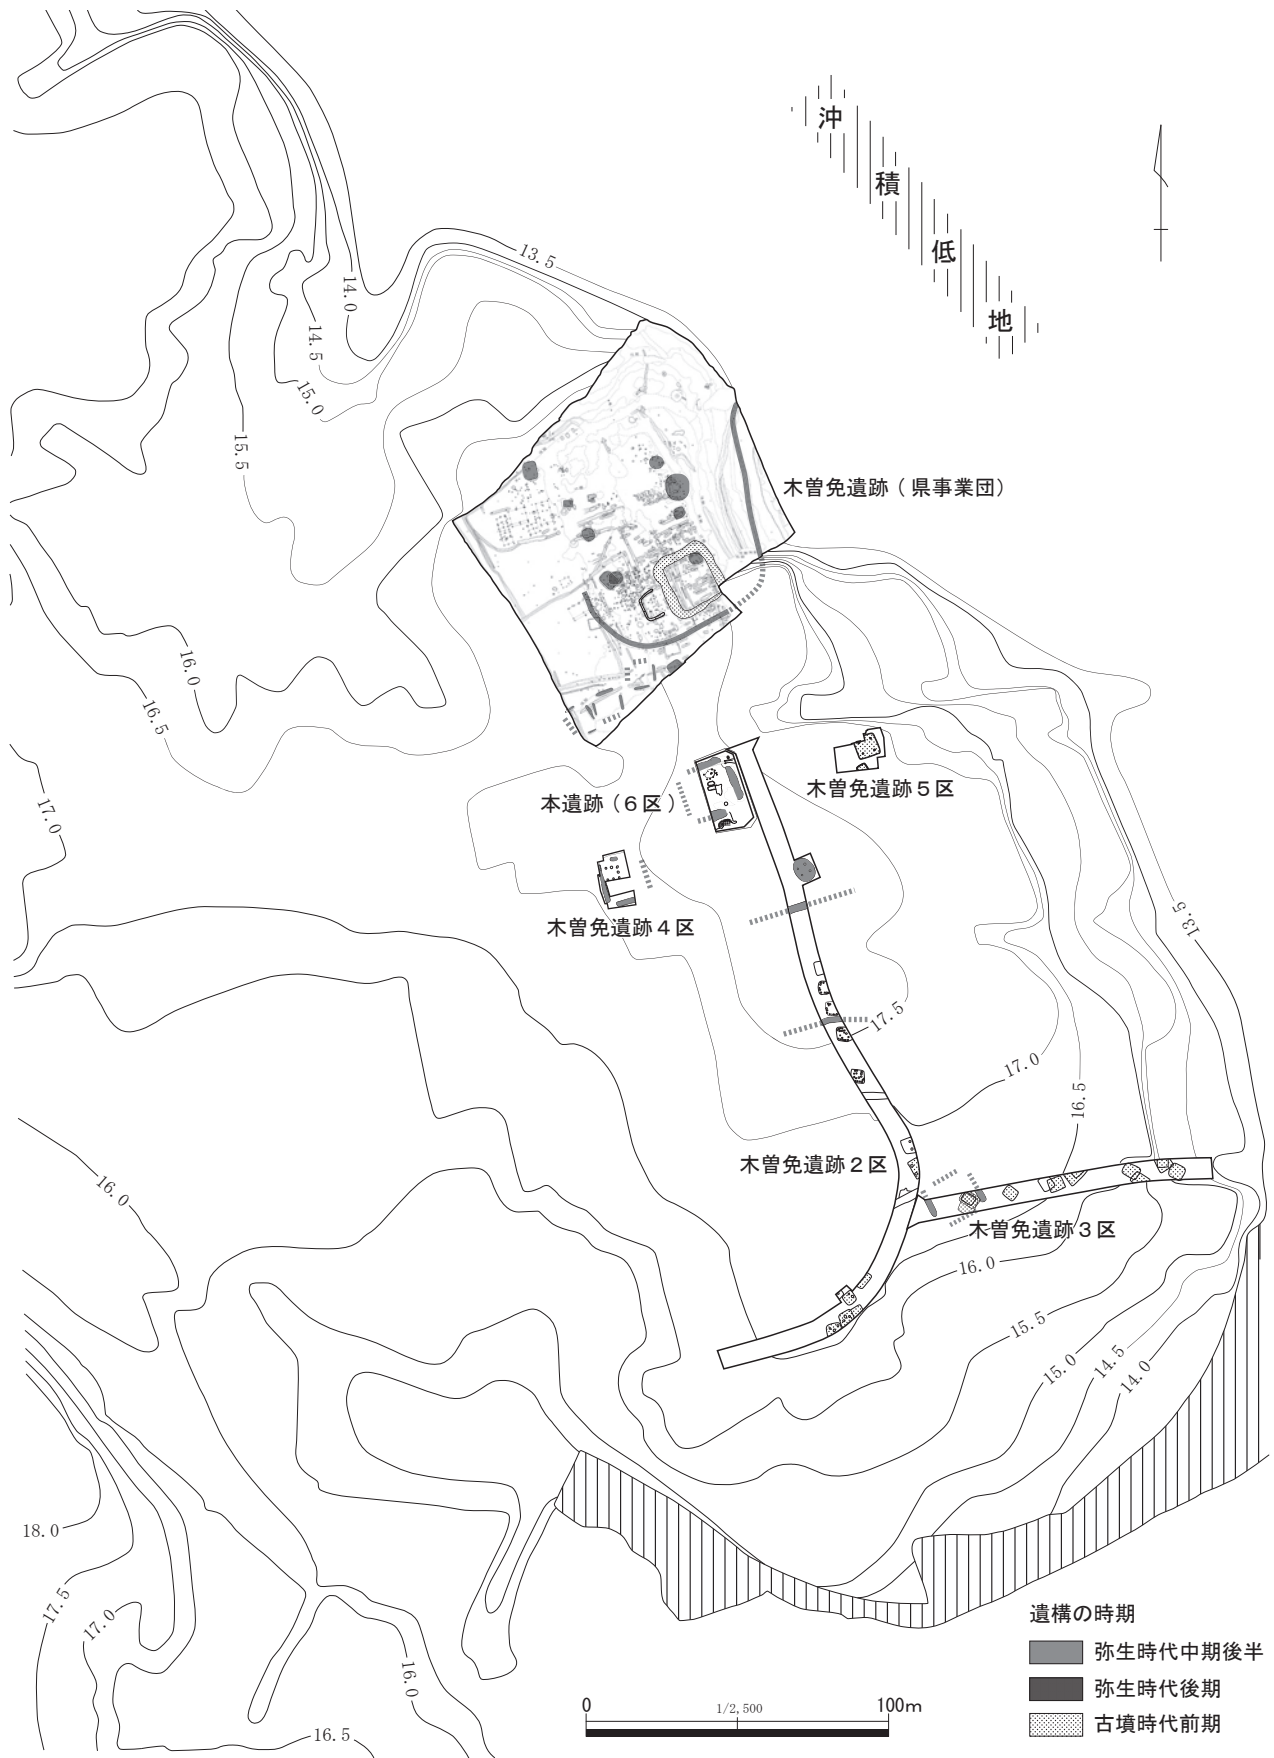 沖積低地
13.5
14.0
14.5
15.0
15.5
木曽免遺跡（県事業団）
16.0
16.5
17.0
本遺跡（6区）
木曽免遺跡5区
木曽免遺跡4区
13.5
17.5
17.0
16.5
木曽免遺跡2区
木曽免遺跡3区
16.0
16.0
15.5
15.0
14.5
14.0
18.0
17.5
17.0
16.0
16.5
遺構の時期
弥生時代中期後半
弥生時代後期
古墳時代前期
0 1/2,500 100m